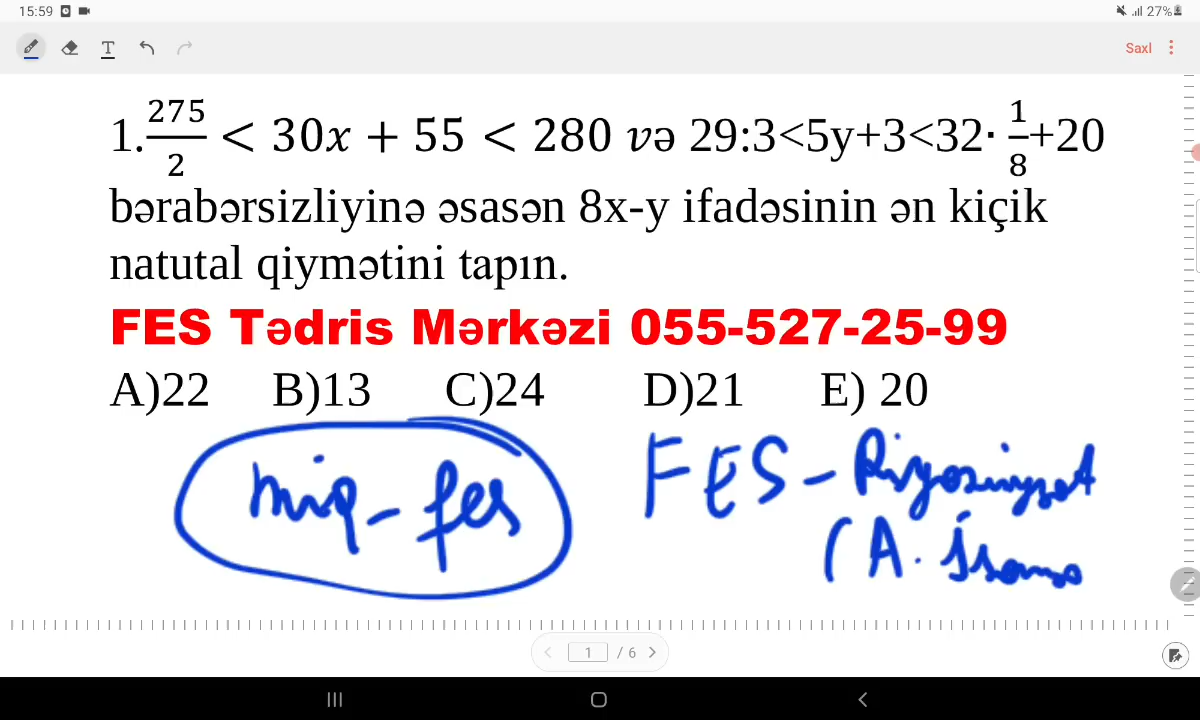 15:59 27%
T Saxl
1. 275/2 < 30x + 55 < 280 və 29:3<5y+3<32· 1/8 +20
bərabərsizliyinə əsasən 8x-y ifadəsinin ən kiçik
natutal qiymətini tapın.
FES Tədris Mərkəzi 055-527-25-99
A)22 B)13 C)24 D)21 E) 20
miq-fes FES-Riyaziyyat
(A.
1 / 6